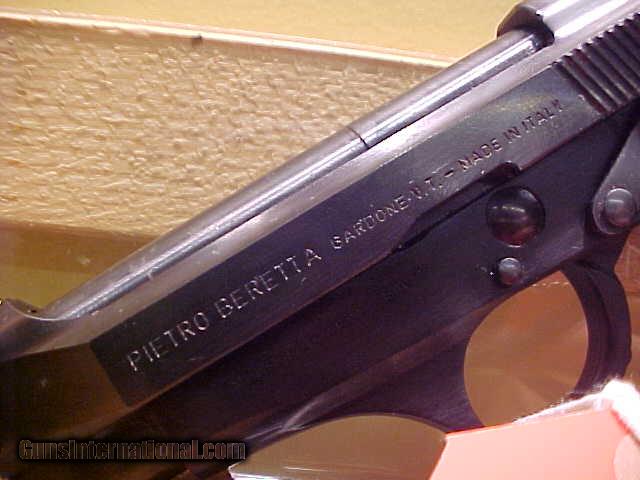 PIETRO BERETTA GARDONE V.T. - MADE IN ITALY
GunsInternational.com